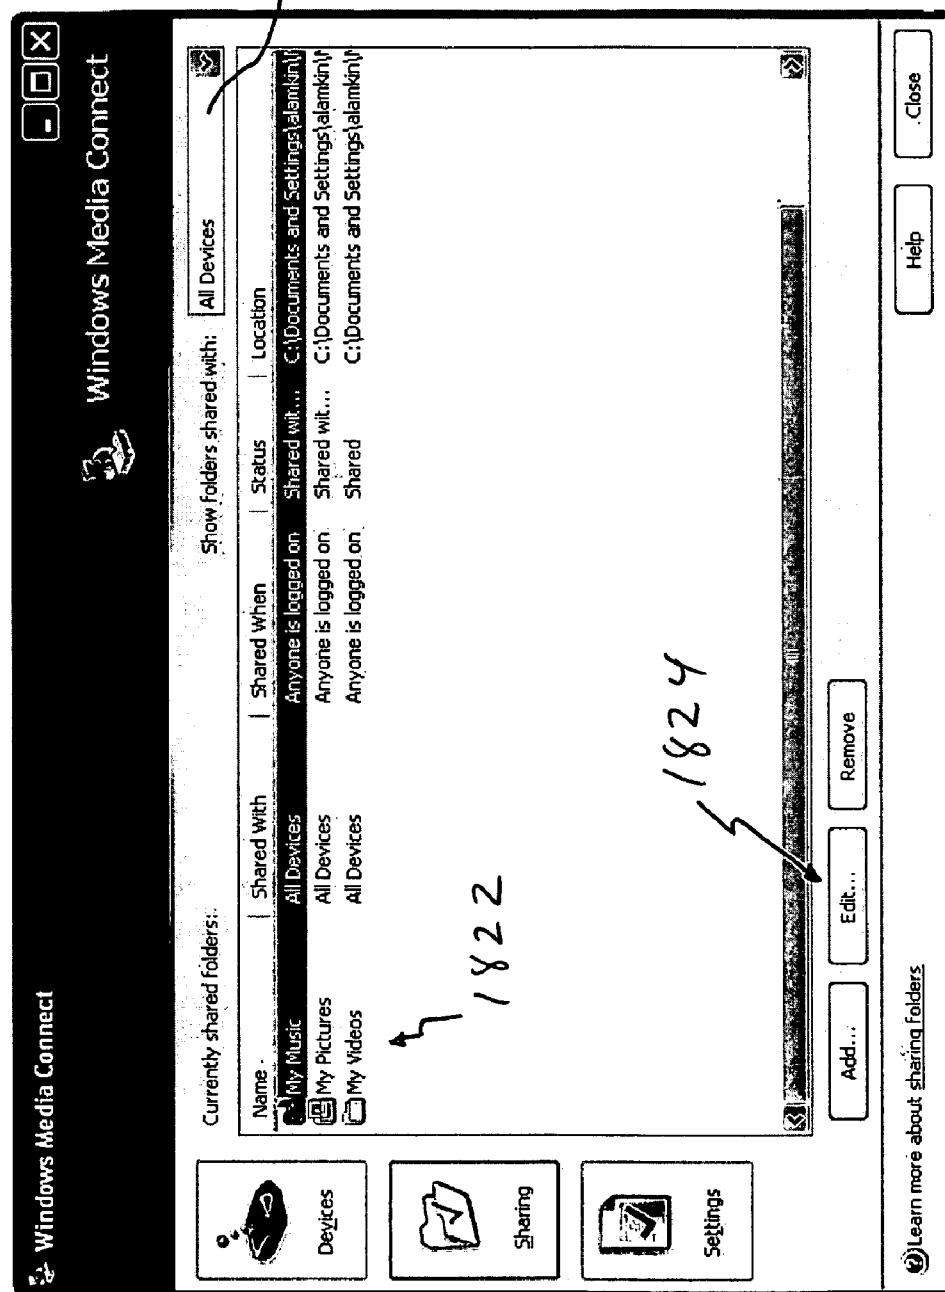 Windows Media Connect
Windows Media Connect
Currently shared folders:
Show folders shared with: All Devices
Name Shared With Shared When Status Location
My Music All Devices Anyone is logged on Shared wit... C:\Documents and Settings\alamkin\
My Pictures All Devices Anyone is logged on Shared wit... C:\Documents and Settings\alamkin\
My Videos All Devices Anyone is logged on Shared C:\Documents and Settings\alamkin\
1822
1824
Devices
Sharing
Settings
Add... Edit... Remove
Learn more about sharing folders
Help Close